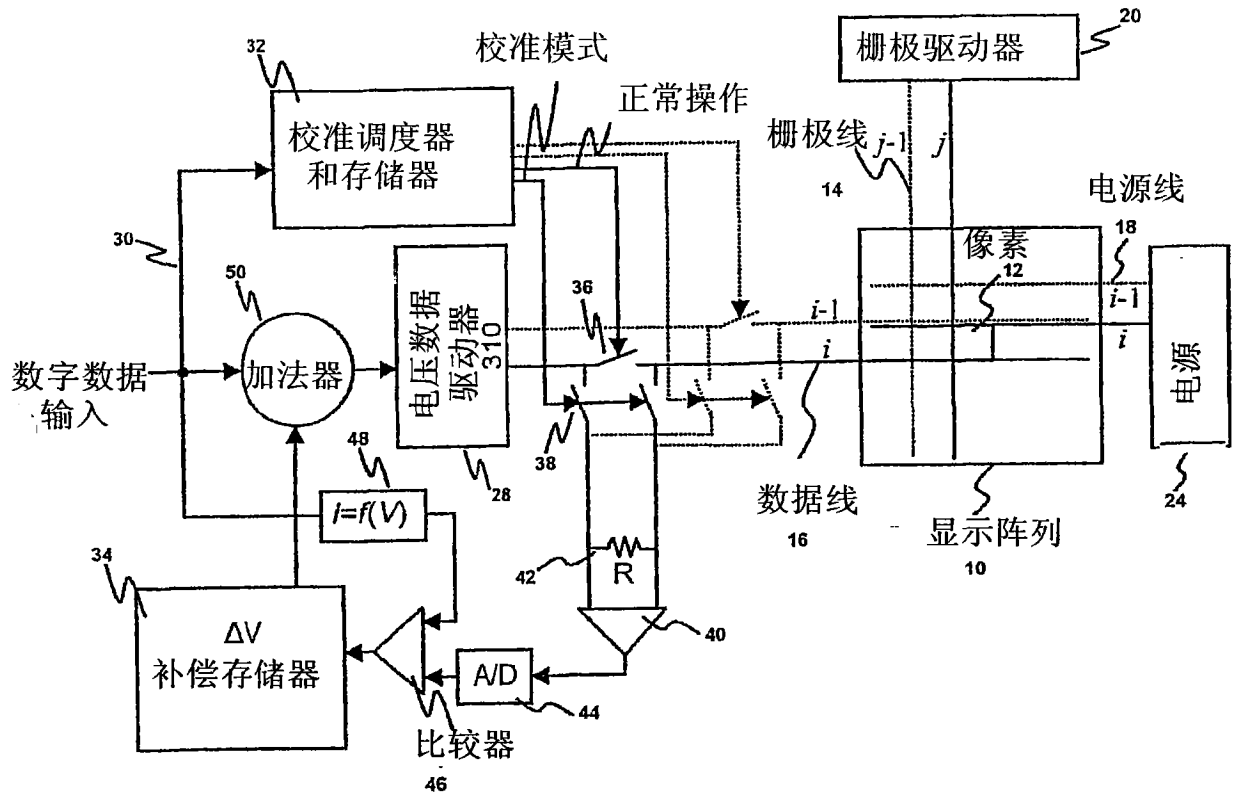 20
栅极驱动器
32
校准模式
正常操作
校准调度器
和存储器
栅极线
j-1
j
14
电源线
18
30
像素
12
50
电压数据
驱动器
310
36
i-1
i-1
i
i
数字数据
输入
加法器
电源
38
28
48
I=f(V)
数据线
16
24
显示阵列
10
34
42
R
40
ΔV
补偿存储器
A/D
44
比较器
46